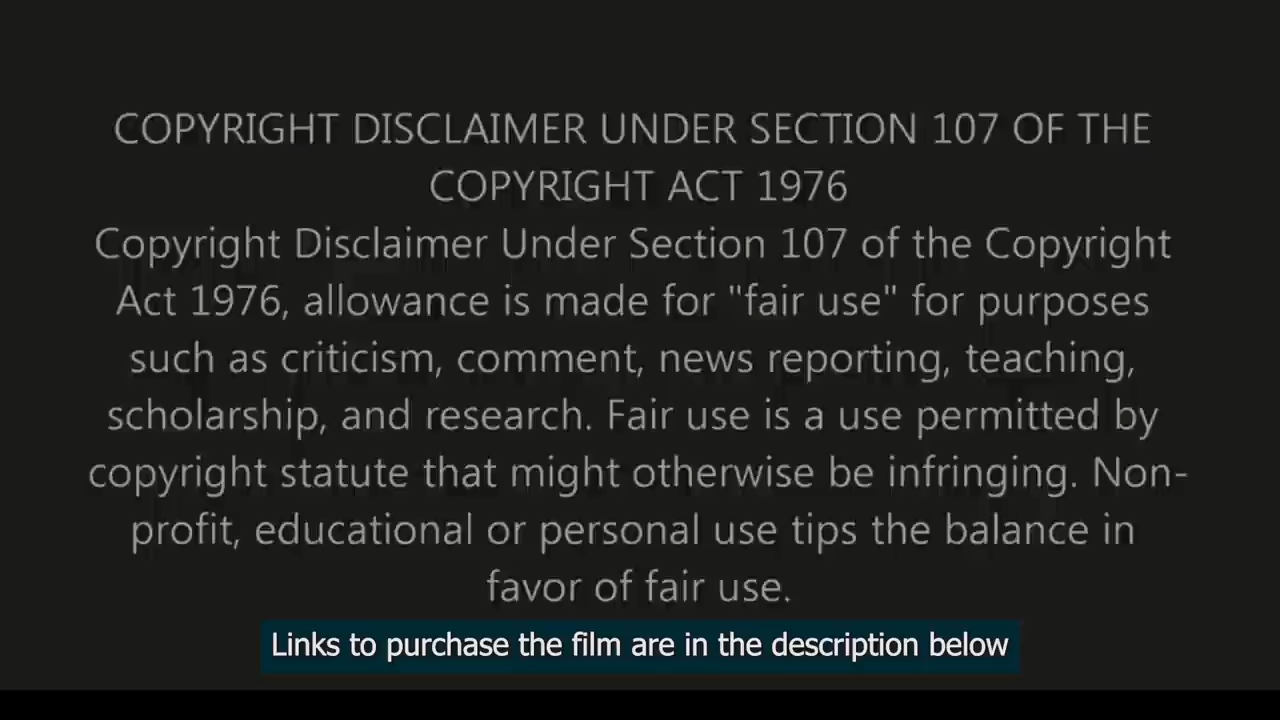 COPYRIGHT DISCLAIMER UNDER SECTION 107 OF THE
COPYRIGHT ACT 1976
Copyright Disclaimer Under Section 107 of the Copyright
Act 1976, allowance is made for "fair use" for purposes
such as criticism, comment, news reporting, teaching,
scholarship, and research. Fair use is a use permitted by
copyright statute that might otherwise be infringing. Non-
profit, educational or personal use tips the balance in
favor of fair use.
Links to purchase the film are in the description below